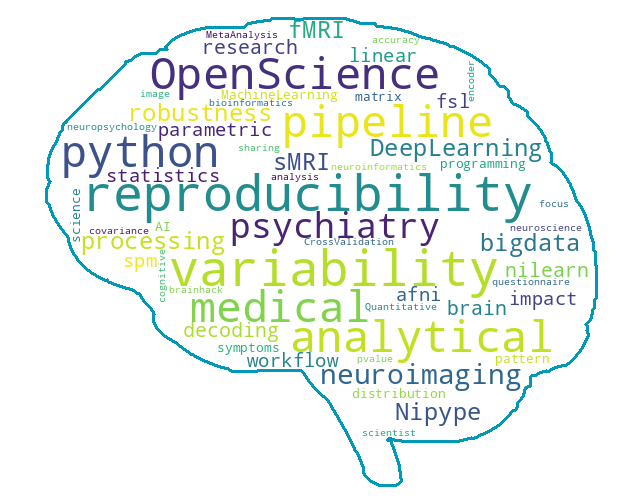 MetaAnalysis
fMRI
accuracy
research
linear
OpenScience
encoder
image
MachineLearning
matrix
fsl
bioinformatics
robustness
pipeline
neuropsychology
parametric
python
sharing
DeepLearning
sMRI
neuroinformatics
programming
statistics
analysis
reproducibility
science
focus
psychiatry
covariance
AI
neuroscience
processing
CrossValidation
bigdata
spm
variability
nilearn
cognitive
brainhack
afni
questionnaire
medical
Quantitative
brain
impact
decoding
analytical
symptoms
workflow
pvalue
pattern
neuroimaging
distribution
Nipype
scientist